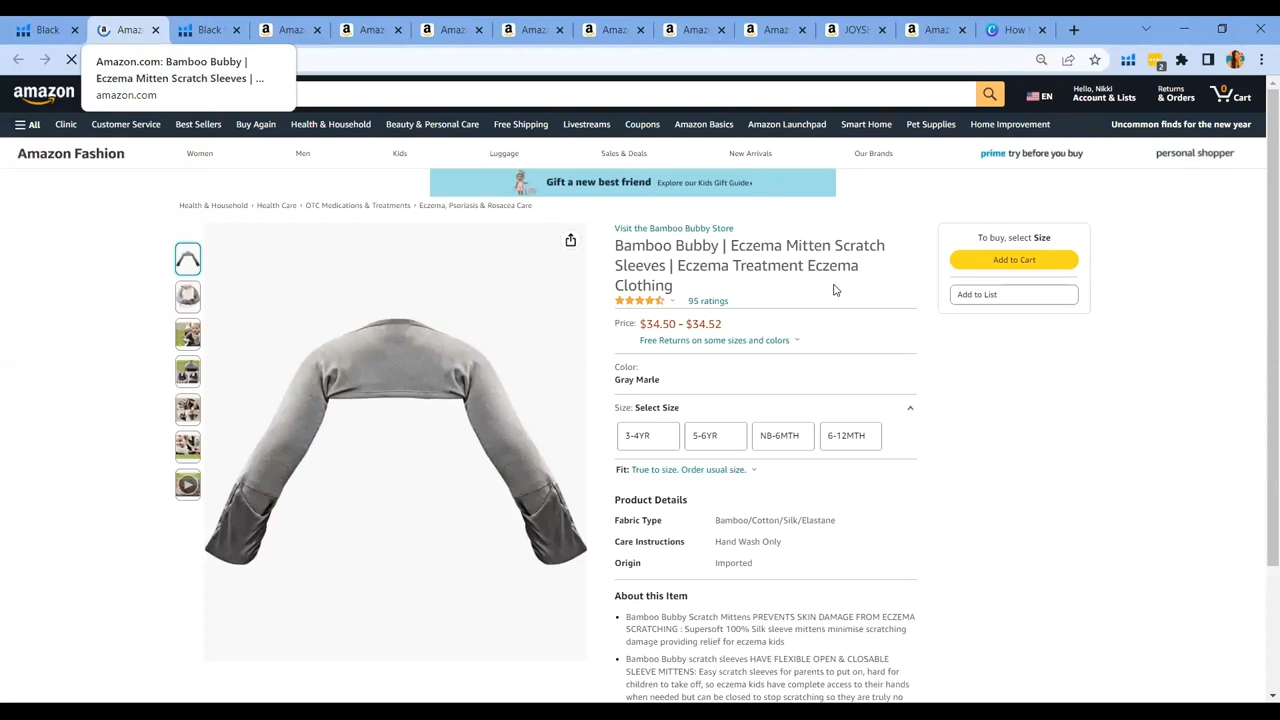 Black
Amaz
Black
Amaz
Amaz
Amaz
Amaz
Amaz
Amaz
Amaz
JOYS
Amaz
How t
Amazon.com: Bamboo Bubby |
Eczema Mitten Scratch Sleeves | ...
amazon.com
2
amazon
EN
Hello, Nikki
Account & Lists
Returns
& Orders
0
Cart
All
Clinic
Customer Service
Best Sellers
Buy Again
Health & Household
Beauty & Personal Care
Free Shipping
Livestreams
Coupons
Amazon Basics
Amazon Launchpad
Smart Home
Pet Supplies
Home Improvement
Uncommon finds for the new year
Amazon Fashion
Women
Men
Kids
Luggage
Sales & Deals
New Arrivals
Our Brands
prime try before you buy
personal shopper
Gift a new best friend Explore our Kids Gift Guide›
Health & Household › Health Care › OTC Medications & Treatments › Eczema, Psoriasis & Rosacea Care
Visit the Bamboo Bubby Store
Bamboo Bubby | Eczema Mitten Scratch
Sleeves | Eczema Treatment Eczema
Clothing
95 ratings
Price: $34.50 - $34.52
Free Returns on some sizes and colors
Color:
Gray Marle
Size: Select Size
3-4YR
5-6YR
NB-6MTH
6-12MTH
Fit: True to size. Order usual size.
Product Details
Fabric Type Bamboo/Cotton/Silk/Elastane
Care Instructions Hand Wash Only
Origin Imported
About this Item
• Bamboo Bubby Scratch Mittens PREVENTS SKIN DAMAGE FROM ECZEMA
SCRATCHING : Supersoft 100% Silk sleeve mittens minimise scratching
damage providing relief for eczema kids
• Bamboo Bubby scratch sleeves HAVE FLEXIBLE OPEN & CLOSABLE
SLEEVE MITTENS: Easy scratch sleeves for parents to put on, hard for
children to take off, so eczema kids have complete access to their hands
when needed but can be closed to stop scratching so they are truly no
To buy, select Size
Add to Cart
Add to List